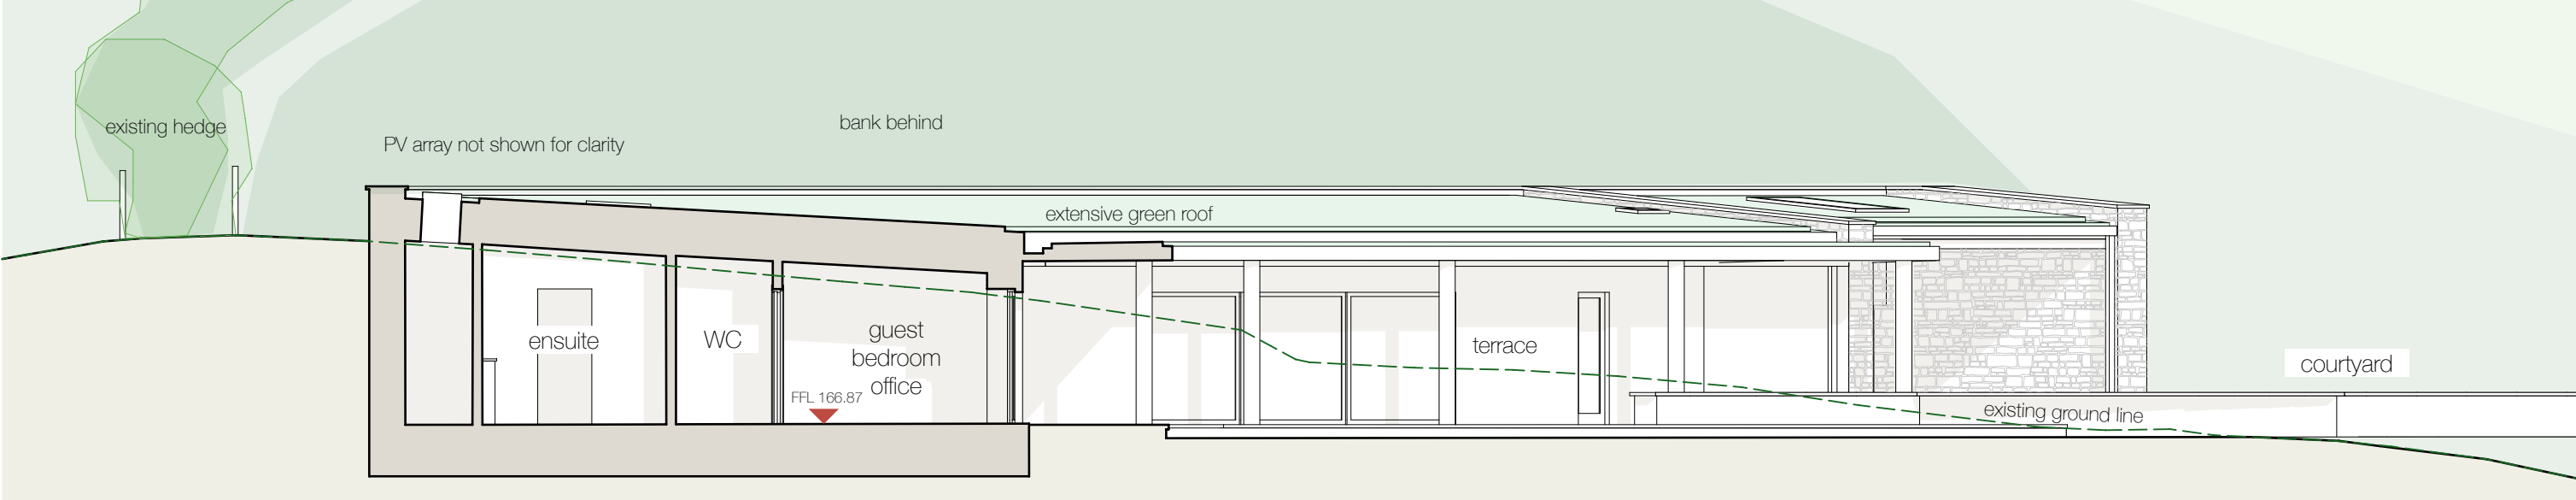 existing hedge
PV array not shown for clarity
bank behind
extensive green roof
ensuite
WC
guest
bedroom
office
FFL 166.87
terrace
existing ground line
courtyard